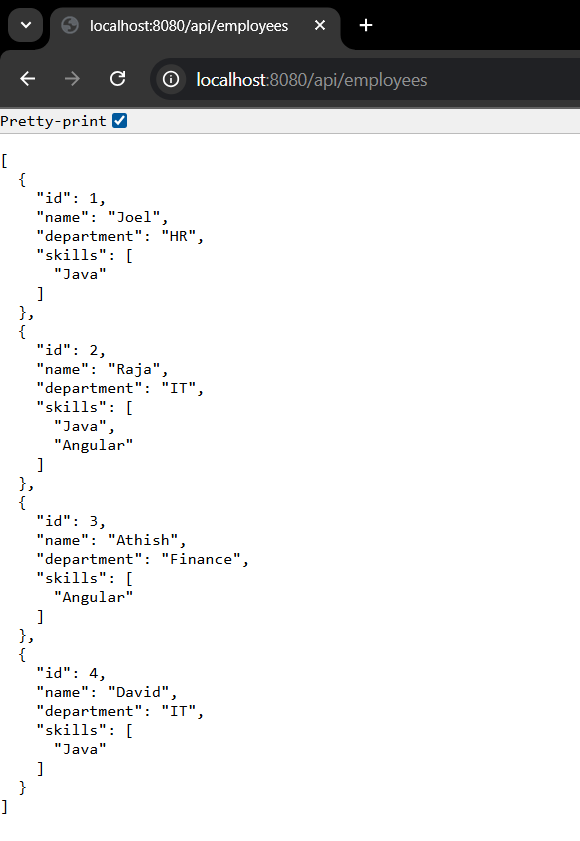 localhost:8080/api/employees
localhost:8080/api/employees
Pretty-print
[
  {
    "id": 1,
    "name": "Joel",
    "department": "HR",
    "skills": [
      "Java"
    ]
  },
  {
    "id": 2,
    "name": "Raja",
    "department": "IT",
    "skills": [
      "Java",
      "Angular"
    ]
  },
  {
    "id": 3,
    "name": "Athish",
    "department": "Finance",
    "skills": [
      "Angular"
    ]
  },
  {
    "id": 4,
    "name": "David",
    "department": "IT",
    "skills": [
      "Java"
    ]
  }
]